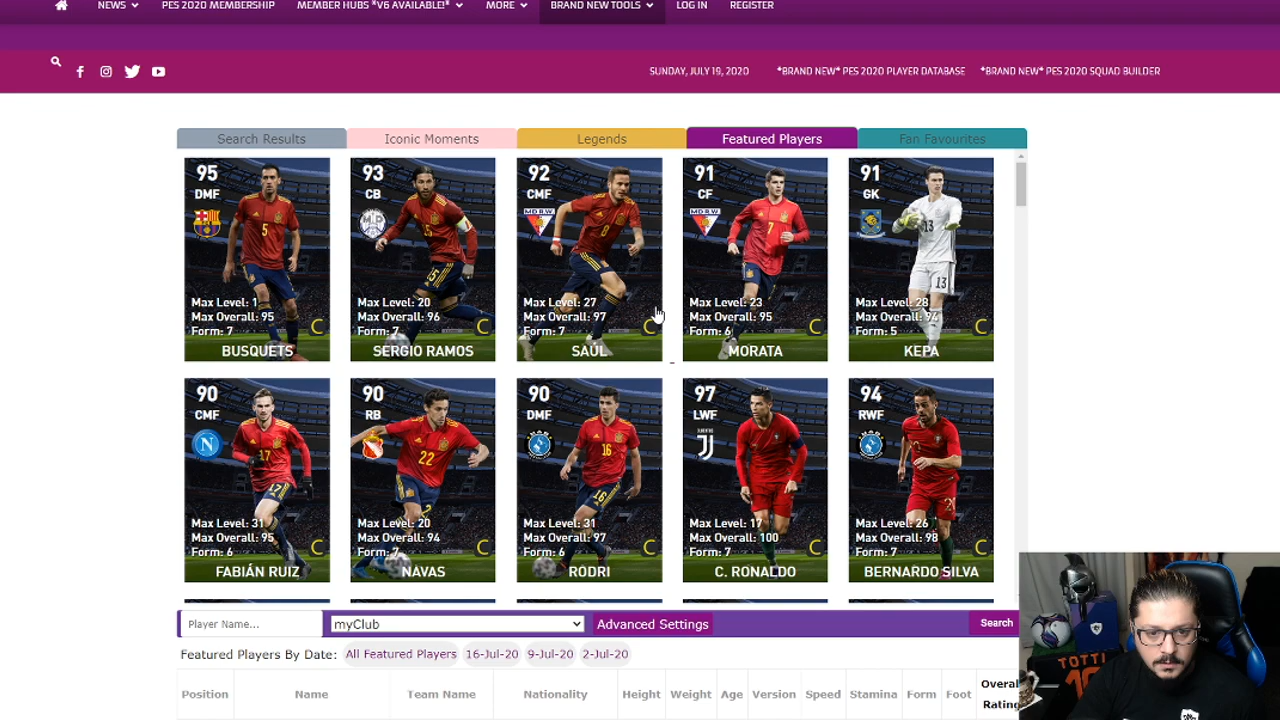 NEWS PES 2020 MEMBERSHIP MEMBER HUBS *V6 AVAILABLE!* MORE BRAND NEW TOOLS LOG IN REGISTER
SUNDAY, JULY 19, 2020 *BRAND NEW* PES 2020 PLAYER DATABASE *BRAND NEW* PES 2020 SQUAD BUILDER
Search Results Iconic Moments Legends Featured Players Fan Favourites
95 93 92 91 91
DMF CB CMF CF GK
Max Level: 1 Max Level: 20 Max Level: 27 Max Level: 23 Max Level: 28
Max Overall: 95 Max Overall: 96 Max Overall: 97 Max Overall: 95 Max Overall: 94
Form: 7 Form: 7 Form: 7 Form: 6 Form: 5
C C C C C
BUSQUETS SERGIO RAMOS SAÚL MORATA KEPA
90 90 90 97 94
CMF RB DMF LWF RWF
Max Level: 31 Max Level: 20 Max Level: 31 Max Level: 17 Max Level: 26
Max Overall: 95 Max Overall: 94 Max Overall: 97 Max Overall: 100 Max Overall: 98
Form: 6 Form: 7 Form: 6 Form: 7 Form: 7
C C C C C
FABIÁN RUIZ NAVAS RODRI C. RONALDO BERNARDO SILVA
Player Name... myClub Advanced Settings Search
Featured Players By Date: All Featured Players 16-Jul-20 9-Jul-20 2-Jul-20
Position Name Team Name Nationality Height Weight Age Version Speed Stamina Form Foot Overall Rating
TOTTI
10